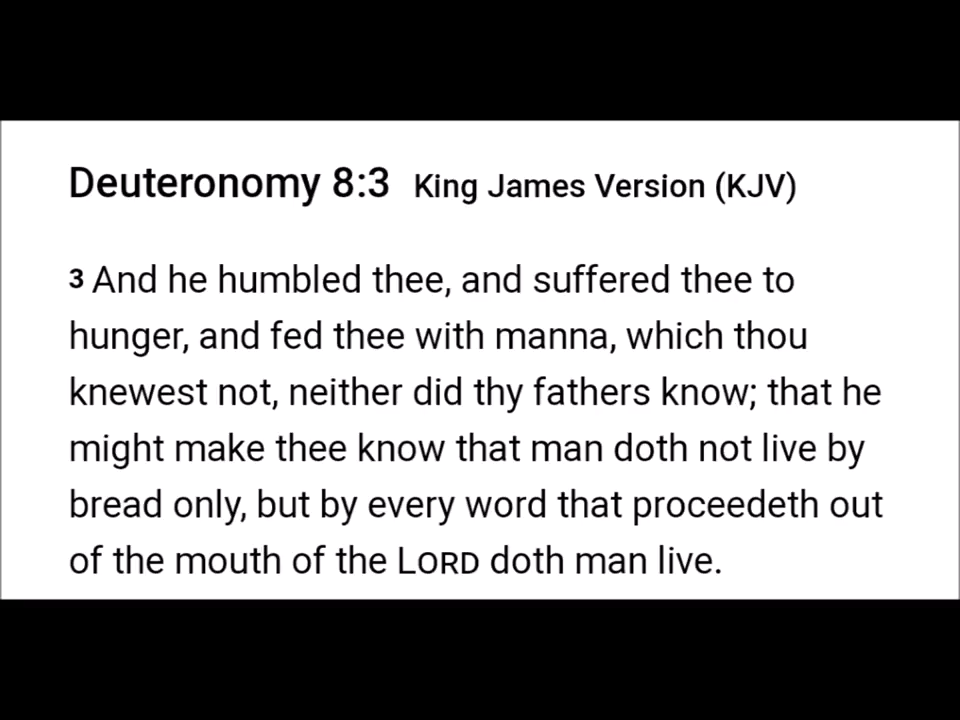 Deuteronomy 8:3 King James Version (KJV)
3 And he humbled thee, and suffered thee to
hunger, and fed thee with manna, which thou
knewest not, neither did thy fathers know; that he
might make thee know that man doth not live by
bread only, but by every word that proceedeth out
of the mouth of the LORD doth man live.